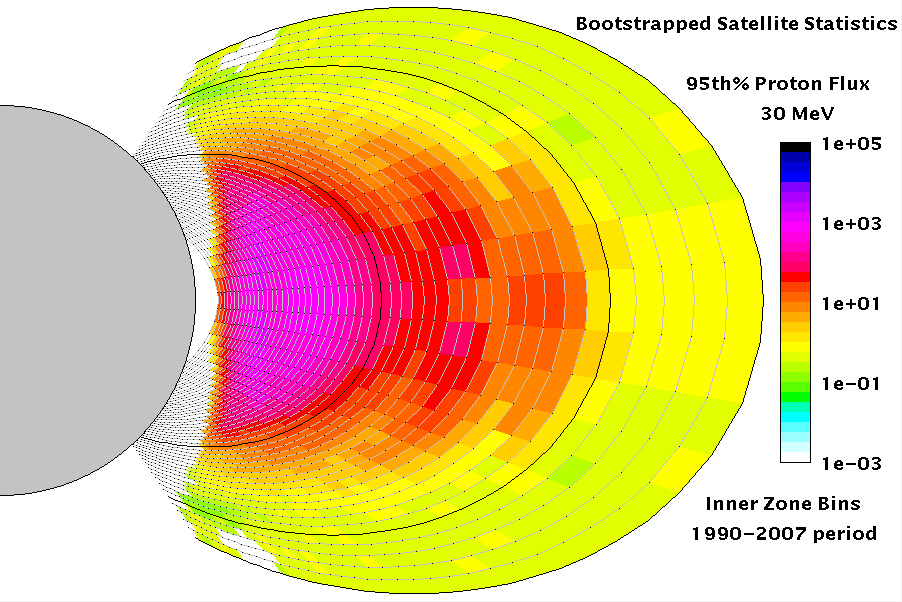 Bootstrapped Satellite Statistics
95th% Proton Flux
30 MeV
1e+05
1e+03
1e+01
1e−01
1e−03
Inner Zone Bins
1990−2007 period